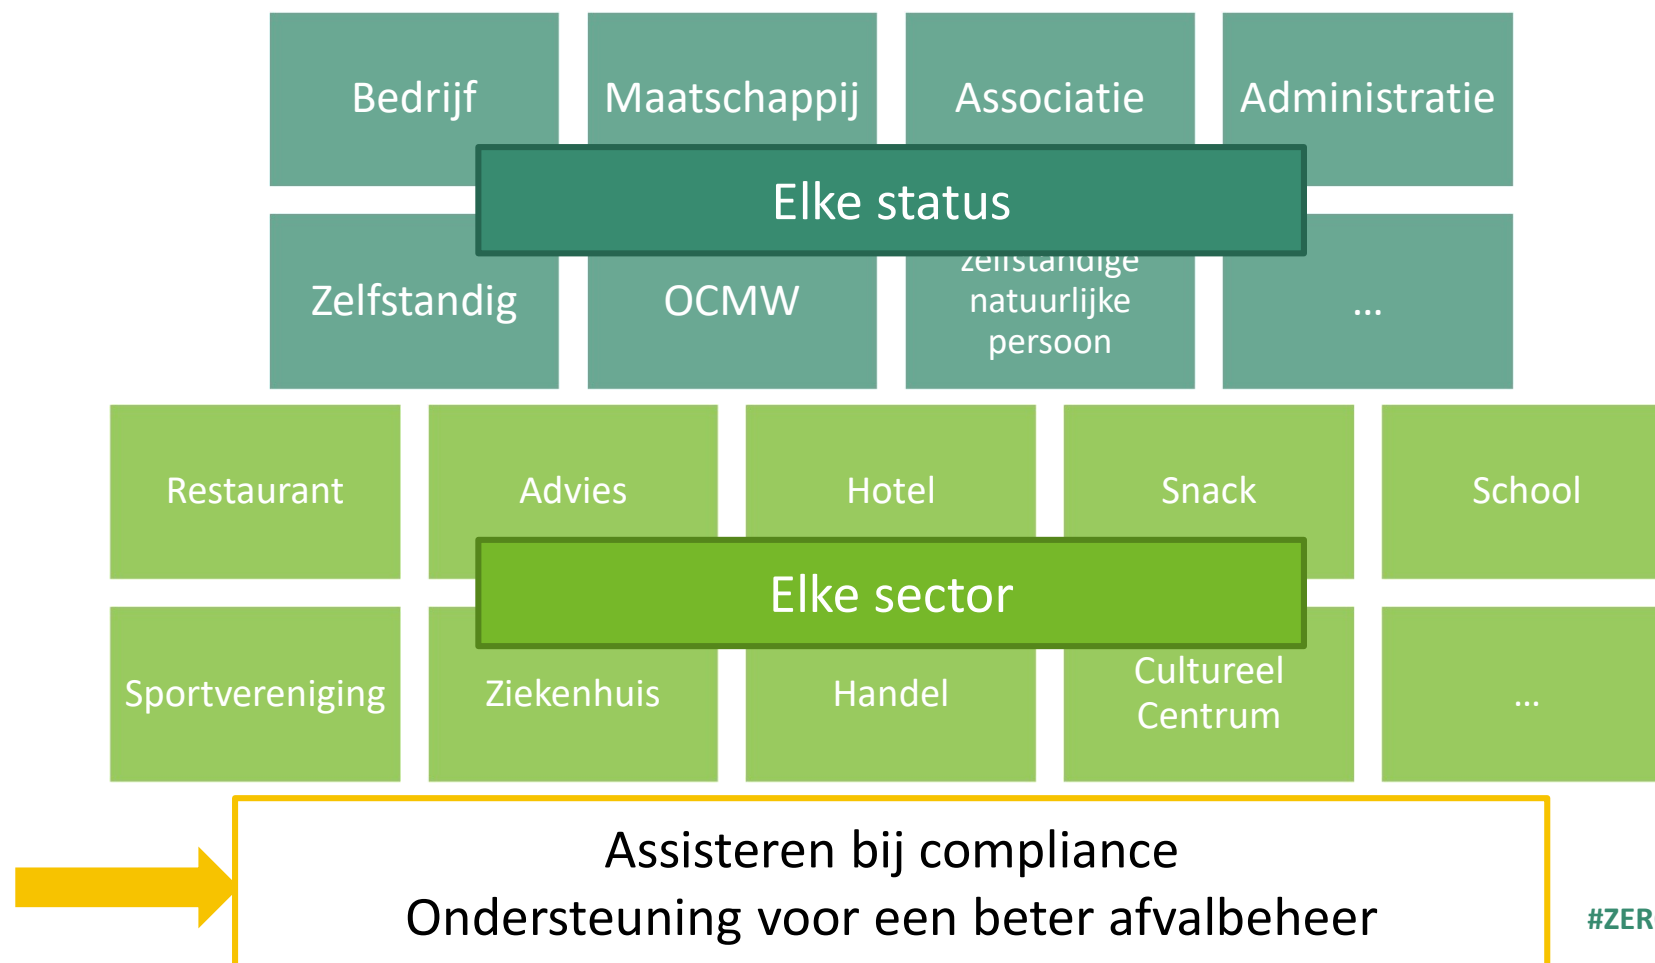 Bedrijf
Maatschappij
Associatie
Administratie
Elke status
Zelfstandig
OCMW
zelfstandige
natuurlijke
persoon
...
Restaurant
Advies
Hotel
Snack
School
Elke sector
Sportvereniging
Ziekenhuis
Handel
Cultureel
Centrum
...
Assisteren bij compliance
Ondersteuning voor een beter afvalbeheer
#ZER